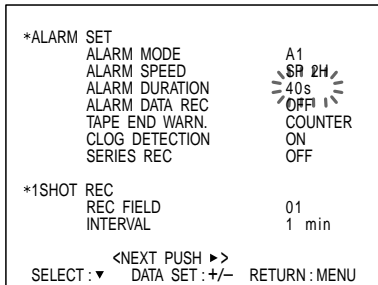 *ALARM SET
ALARM MODE A1
ALARM SPEED SP 2H
ALARM DURATION 40s
ALARM DATA REC OFF
TAPE END WARN. COUNTER
CLOG DETECTION ON
SERIES REC OFF
*1SHOT REC
REC FIELD 01
INTERVAL 1 min
<NEXT PUSH ►>
SELECT:▼ DATA SET:+/– RETURN:MENU